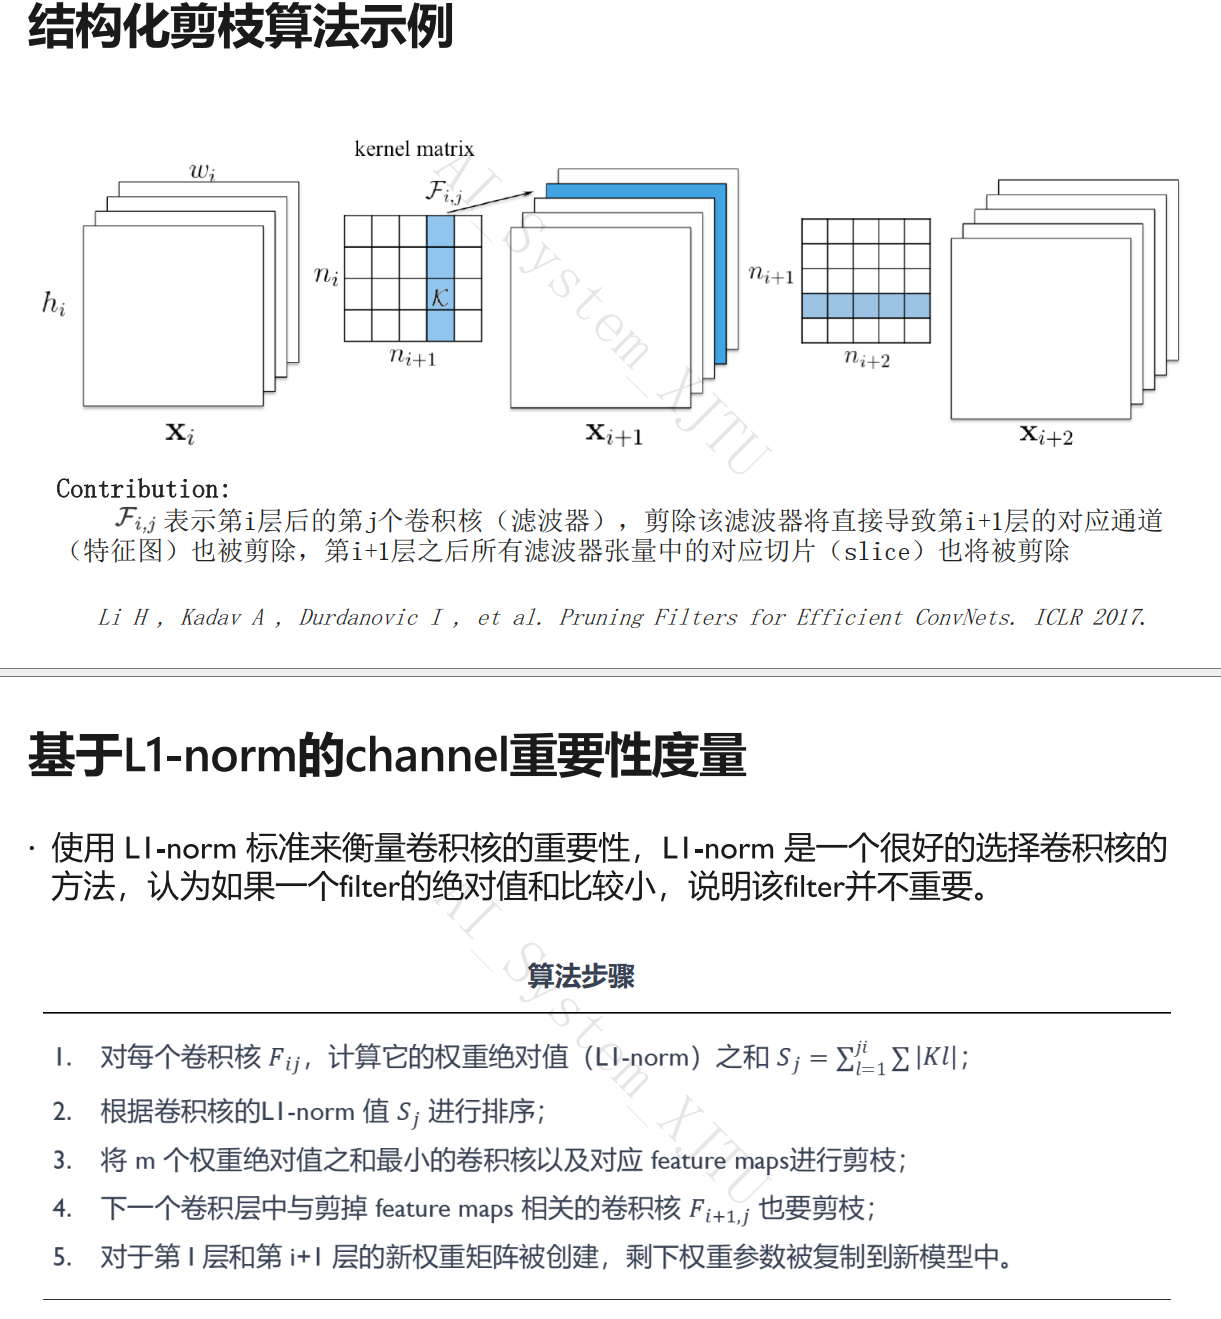 结构化剪枝算法示例
kernel matrix
w_i
F_{i,j}
h_i
n_i
K
n_{i+1}
n_{i+1}
n_{i+2}
X_i
X_{i+1}
X_{i+2}
Contribution:
F_{i,j} 表示第i层后的第j个卷积核（滤波器），剪除该滤波器将直接导致第i+1层的对应通道
（特征图）也被剪除，第i+1层之后所有滤波器张量中的对应切片（slice）也将被剪除
Li H , Kadav A , Durdanovic I , et al. Pruning Filters for Efficient ConvNets. ICLR 2017.
AI_System_XJTU
基于L1-norm的channel重要性度量
· 使用 L1-norm 标准来衡量卷积核的重要性，L1-norm 是一个很好的选择卷积核的
方法，认为如果一个filter的绝对值和比较小，说明该filter并不重要。
算法步骤
1. 对每个卷积核 F_{ij}，计算它的权重绝对值（L1-norm）之和 S_j = ∑_{l=1}^{ji} ∑ |Kl|；
2. 根据卷积核的L1-norm 值 S_j 进行排序；
3. 将 m 个权重绝对值之和最小的卷积核以及对应 feature maps进行剪枝；
4. 下一个卷积层中与剪掉 feature maps 相关的卷积核 F_{i+1,j} 也要剪枝；
5. 对于第 I 层和第 i+1 层的新权重矩阵被创建，剩下权重参数被复制到新模型中。
AI_System_XJTU